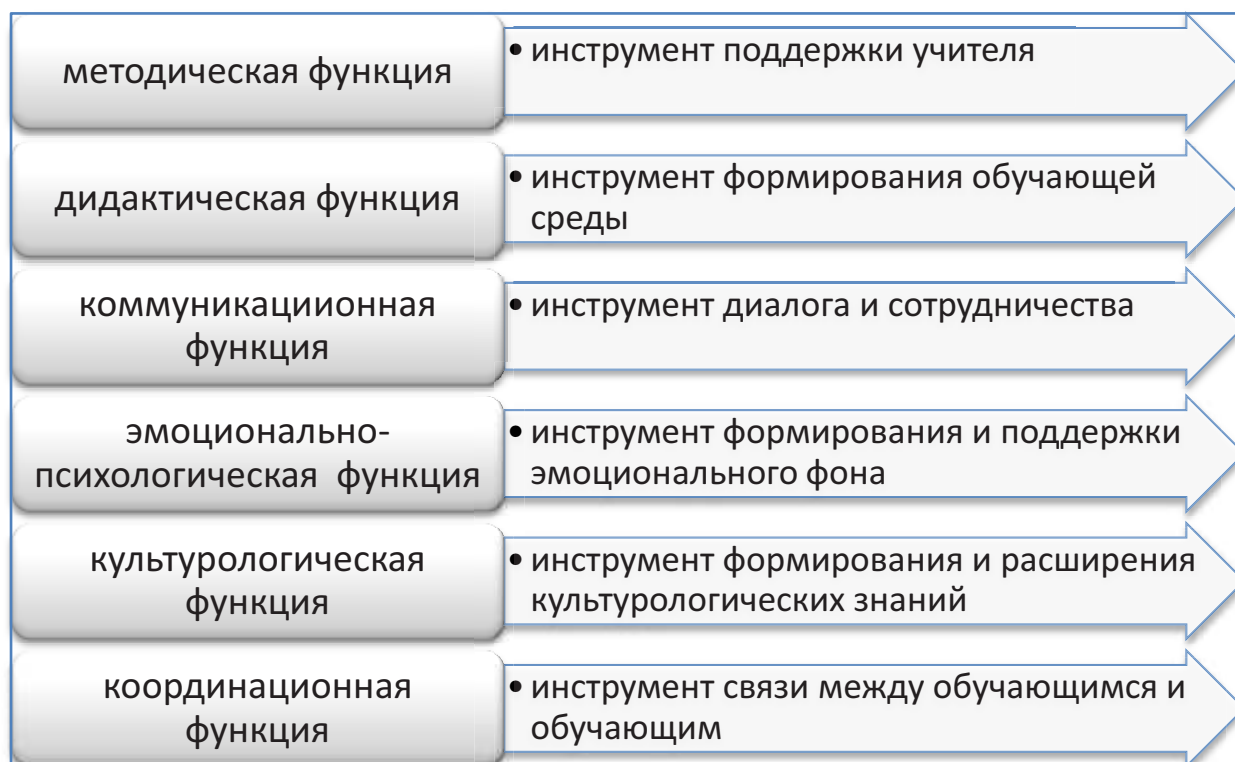 методическая функция
• инструмент поддержки учителя
дидактическая функция
• инструмент формирования обучающей
среды
коммуникациионная
функция
• инструмент диалога и сотрудничества
эмоционально-
психологическая функция
• инструмент формирования и поддержки
эмоционального фона
культурологическая
функция
• инструмент формирования и расширения
культурологических знаний
координационная
функция
• инструмент связи между обучающимся и
обучающим